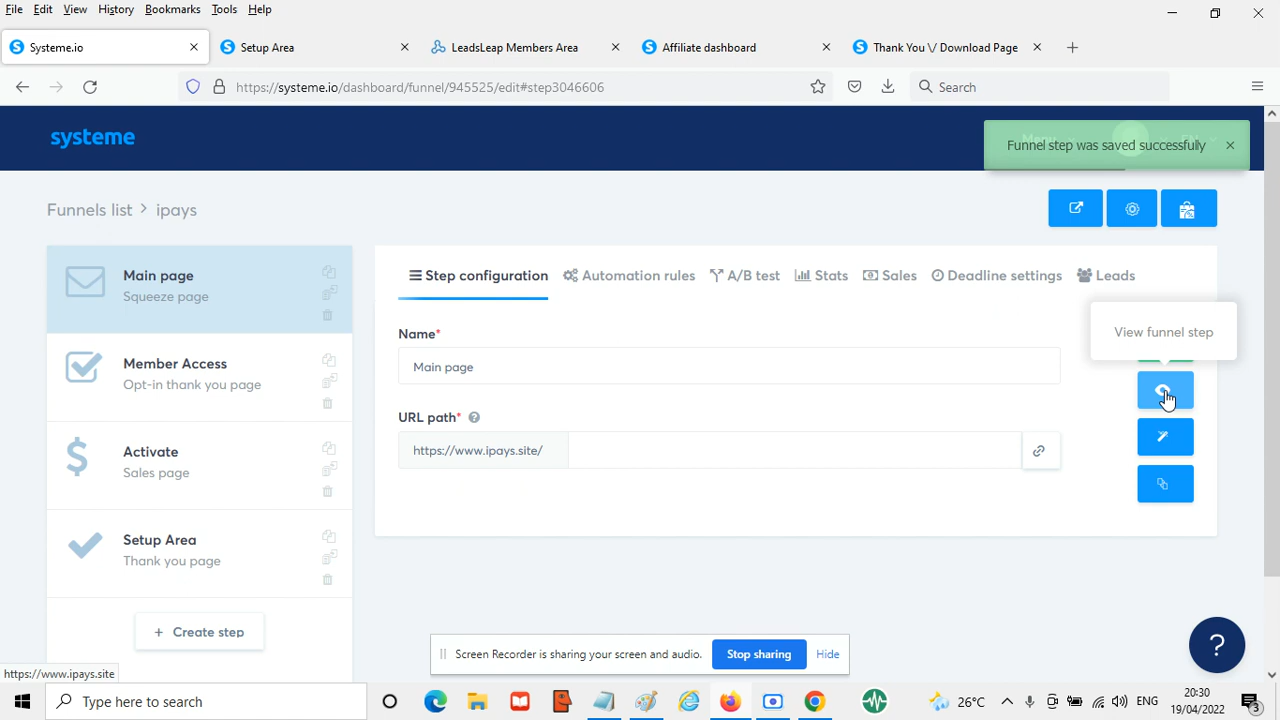 File Edit View History Bookmarks Tools Help
Systeme.io
Setup Area
LeadsLeap Members Area
Affiliate dashboard
Thank You \/ Download Page
https://systeme.io/dashboard/funnel/945525/edit#step3046606
Search
systeme
Funnel step was saved successfully
Funnels list > ipays
Main page
Squeeze page
Member Access
Opt-in thank you page
Activate
Sales page
Setup Area
Thank you page
+ Create step
Step configuration
Automation rules
A/B test
Stats
Sales
Deadline settings
Leads
Name*
Main page
View funnel step
URL path*
https://www.ipays.site/
?
Screen Recorder is sharing your screen and audio.
Stop sharing
Hide
https://www.ipays.site
Type here to search
26°C
ENG
20:30
19/04/2022
3